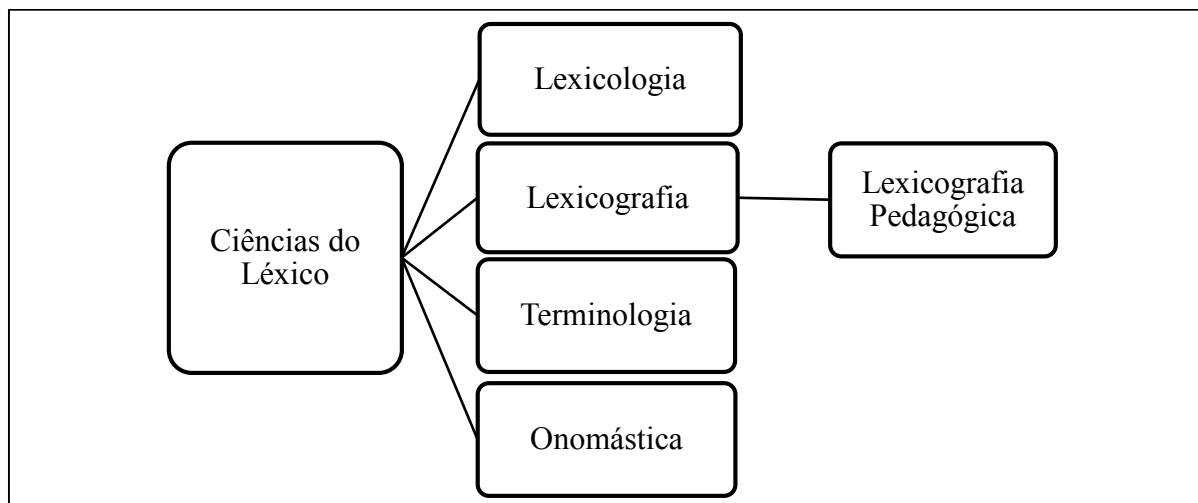 Ciências do
Léxico
Lexicologia
Lexicografia
Terminologia
Onomástica
Lexicografia
Pedagógica